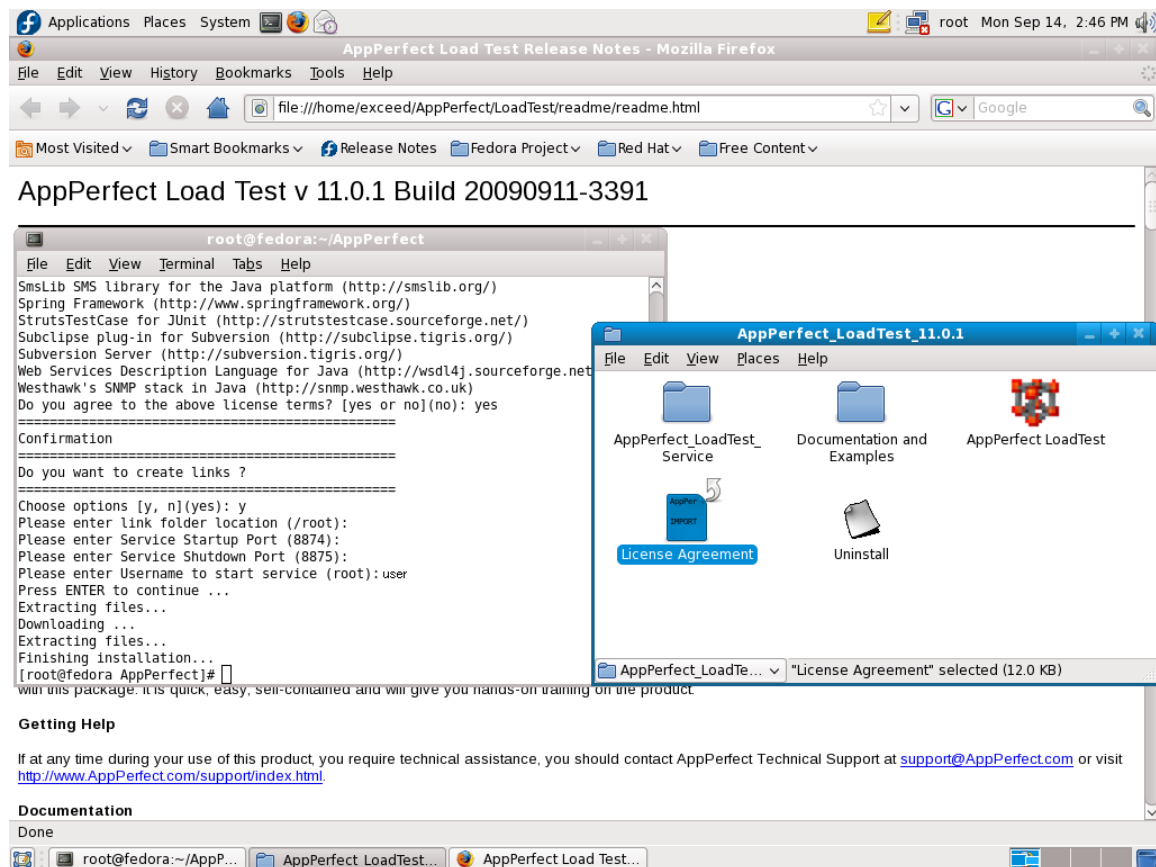 Applications Places System
root Mon Sep 14, 2:46 PM
AppPerfect Load Test Release Notes - Mozilla Firefox
File Edit View History Bookmarks Tools Help
file:///home/exceed/AppPerfect/LoadTest/readme/readme.html
G Google
Most Visited Smart Bookmarks Release Notes Fedora Project Red Hat Free Content
AppPerfect Load Test v 11.0.1 Build 20090911-3391
root@fedora:~/AppPerfect
File Edit View Terminal Tabs Help
SmsLib SMS library for the Java platform (http://smslib.org/)
Spring Framework (http://www.springframework.org/)
StrutsTestCase for JUnit (http://strutstestcase.sourceforge.net/)
Subclipse plug-in for Subversion (http://subclipse.tigris.org/)
Subversion Server (http://subversion.tigris.org/)
Web Services Description Language for Java (http://wsdl4j.sourceforge.net
Westhawk's SNMP stack in Java (http://snmp.westhawk.co.uk)
Do you agree to the above license terms? [yes or no](no): yes
=============================================
Confirmation
=============================================
Do you want to create links ?
=============================================
Choose options [y, n](yes): y
Please enter link folder location (/root):
Please enter Service Startup Port (8874):
Please enter Service Shutdown Port (8875):
Please enter Username to start service (root): user
Press ENTER to continue ...
Extracting files...
Downloading ...
Extracting files...
Finishing installation...
[root@fedora AppPerfect]#
AppPerfect_LoadTest_11.0.1
File Edit View Places Help
AppPerfect_LoadTest_
Service
Documentation and
Examples
AppPerfect LoadTest
AppPer
IMPORT
License Agreement
Uninstall
AppPerfect_LoadTe... "License Agreement" selected (12.0 KB)
with this package. It is quick, easy, self-contained and will give you hands-on training on the product.
Getting Help
If at any time during your use of this product, you require technical assistance, you should contact AppPerfect Technical Support at support@AppPerfect.com or visit
http://www.AppPerfect.com/support/index.html.
Documentation
Done
root@fedora:~/AppP... AppPerfect_LoadTest... AppPerfect Load Test...